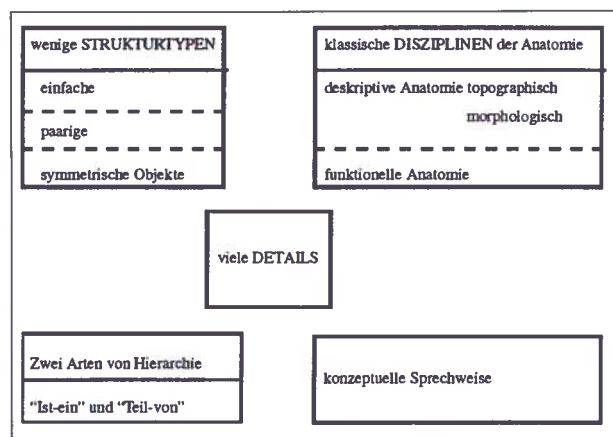 wenige STRUKTURTYPEN
einfache
paarige
symmetrische Objekte
klassische DISZIPLINEN der Anatomie
deskriptive Anatomie topographisch
morphologisch
funktionelle Anatomie
viele DETAILS
Zwei Arten von Hierarchie
“Ist-ein” und “Teil-von”
konzeptuelle Sprechweise